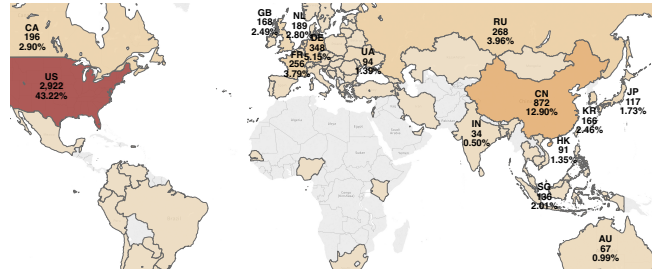 CA
196
2.90%
US
2,922
43.22%
GB
168
2.49%
NL
189
2.80%
DE
348
5.15%
FR
256
3.79%
UA
94
1.39%
RU
268
3.96%
CN
872
12.90%
IN
34
0.50%
KR
166
2.46%
JP
117
1.73%
HK
91
1.35%
SG
136
2.01%
AU
67
0.99%